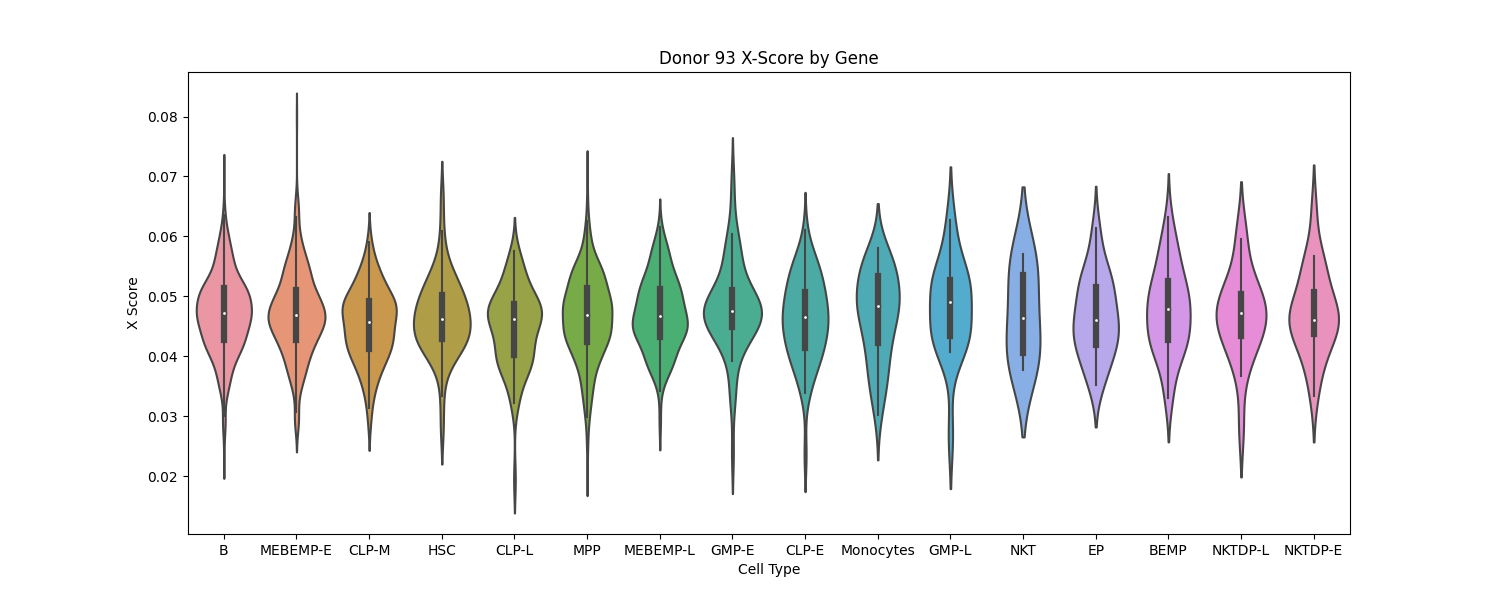 Donor 93 X-Score by Gene
X Score
0.08
0.07
0.06
0.05
0.04
0.03
0.02
B MEBEMP-E CLP-M HSC CLP-L MPP MEBEMP-L GMP-E CLP-E Monocytes GMP-L NKT EP BEMP NKTDP-L NKTDP-E
Cell Type